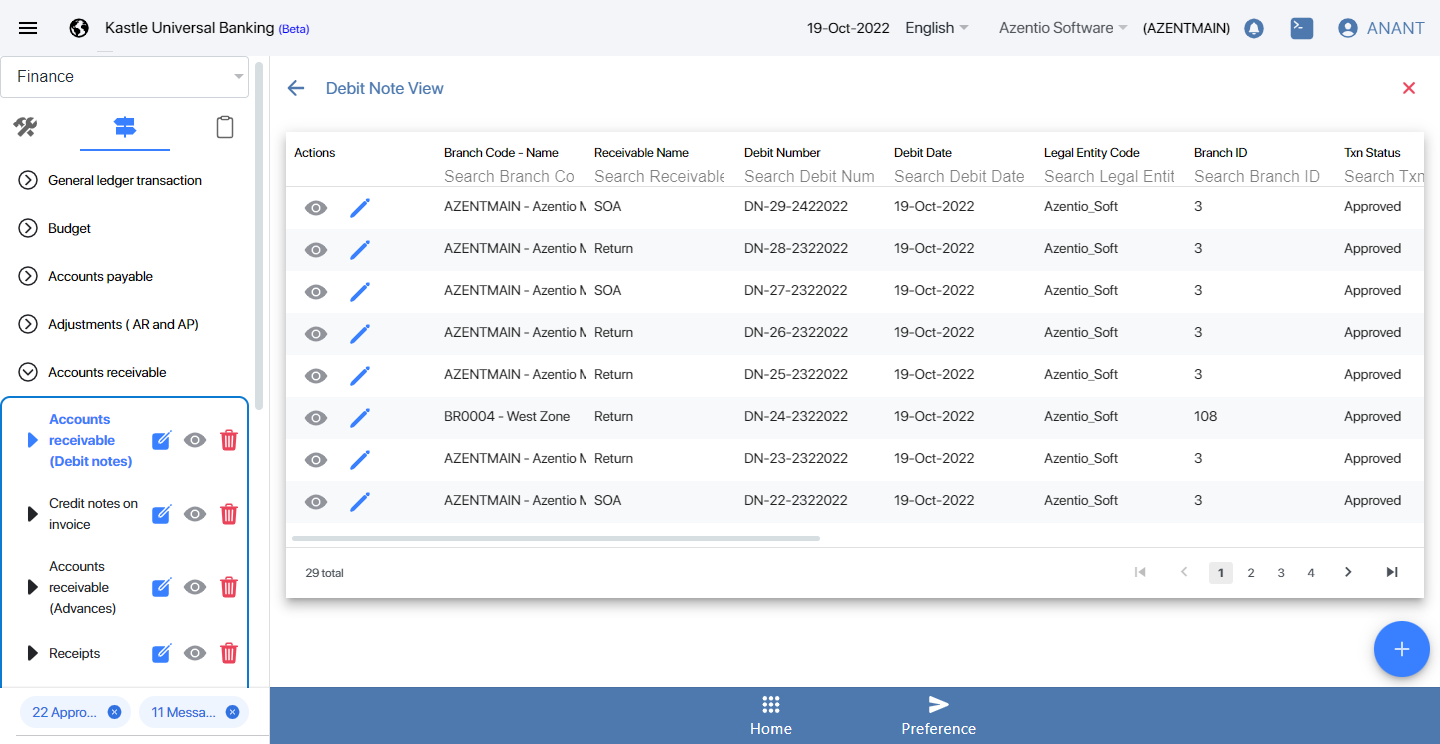 Kastle Universal Banking (Beta)
19-Oct-2022 English Azentio Software (AZENTMAIN) ANANT
Finance
General ledger transaction
Budget
Accounts payable
Adjustments ( AR and AP)
Accounts receivable
Accounts
receivable
(Debit notes)
Credit notes on
invoice
Accounts
receivable
(Advances)
Receipts
22 Appro...
11 Messa...
Debit Note View
Actions Branch Code - Name Receivable Name Debit Number Debit Date Legal Entity Code Branch ID Txn Status
Search Branch Co Search Receivable Search Debit Num Search Debit Date Search Legal Entit Search Branch ID Search Txn
AZENTMAIN - Azentio M SOA DN-29-2422022 19-Oct-2022 Azentio_Soft 3 Approved
AZENTMAIN - Azentio M Return DN-28-2322022 19-Oct-2022 Azentio_Soft 3 Approved
AZENTMAIN - Azentio M SOA DN-27-2322022 19-Oct-2022 Azentio_Soft 3 Approved
AZENTMAIN - Azentio M Return DN-26-2322022 19-Oct-2022 Azentio_Soft 3 Approved
AZENTMAIN - Azentio M Return DN-25-2322022 19-Oct-2022 Azentio_Soft 3 Approved
BR0004 - West Zone Return DN-24-2322022 19-Oct-2022 Azentio_Soft 108 Approved
AZENTMAIN - Azentio M Return DN-23-2322022 19-Oct-2022 Azentio_Soft 3 Approved
AZENTMAIN - Azentio M SOA DN-22-2322022 19-Oct-2022 Azentio_Soft 3 Approved
29 total
1 2 3 4
Home
Preference